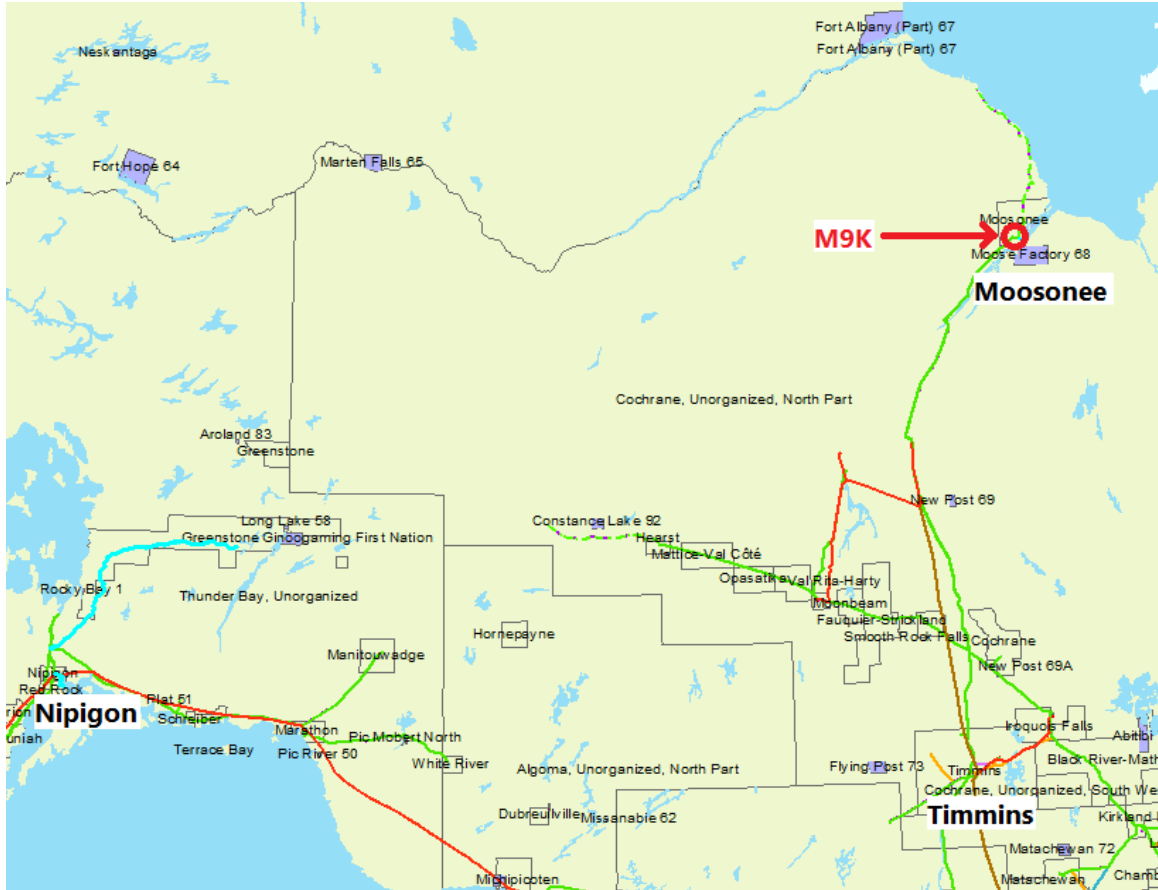 Fort Albany (Part) 67
Fort Albany (Part) 67
Neskantaga
Fort Hope 64
Marten Falls 65
Moosonee
M9K
Moose Factory 68
Moosonee
Cochrane, Unorganized, North Part
Aroland 83
Greenstone
New Post 69
Long Lake 58
Constance Lake 92
Greenstone Ginoogaming First Nation
Hearst
Mattice-Val Côté
Opasatika
Val Rita-Harty
Rocky Bay 1
Thunder Bay, Unorganized
Moonbeam
Fauquier-Strickland
Hornepayne
Smooth Rock Falls
Cochrane
Manitouwadge
New Post 69A
Nipigon
Red Rock
Flat 51
Nipigon
Schreiber
Marathon
Iroquois Falls
Terrace Bay
Pic River 50
Pic Mobert North
White River
Algoma, Unorganized, North Part
Flying Post 73
Timmins
Black River-Math
Cochrane, Unorganized, South We
Dubreuilville
Missanabie 62
Timmins
Matachewan 72
Michipicoten
Matachewan